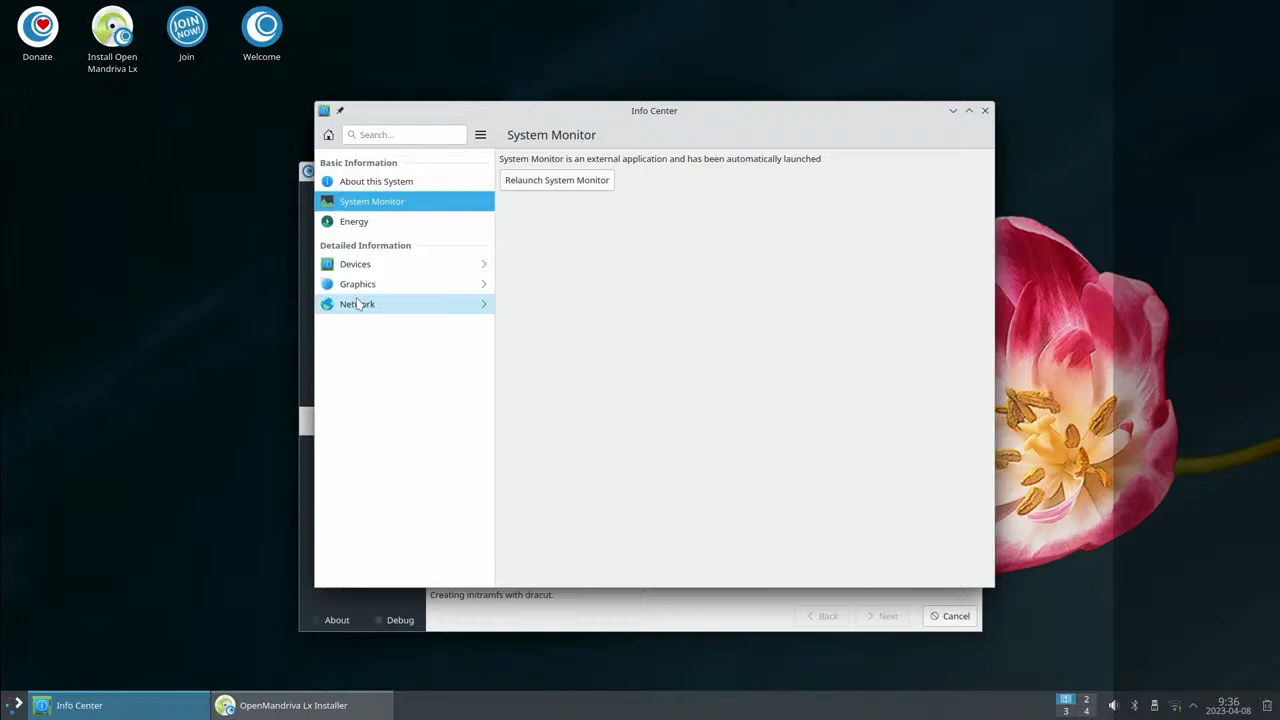 Donate
Install Open
Mandriva Lx
JOIN
NOW!
Join
Welcome
Info Center
Search...
System Monitor
Basic Information
System Monitor is an external application and has been automatically launched
About this System
Relaunch System Monitor
System Monitor
Energy
Detailed Information
Devices
Graphics
Network
Creating initramfs with dracut.
About
Debug
Back
Next
Cancel
Info Center
OpenMandriva Lx Installer
1
2
3
4
9:36
2023-04-08